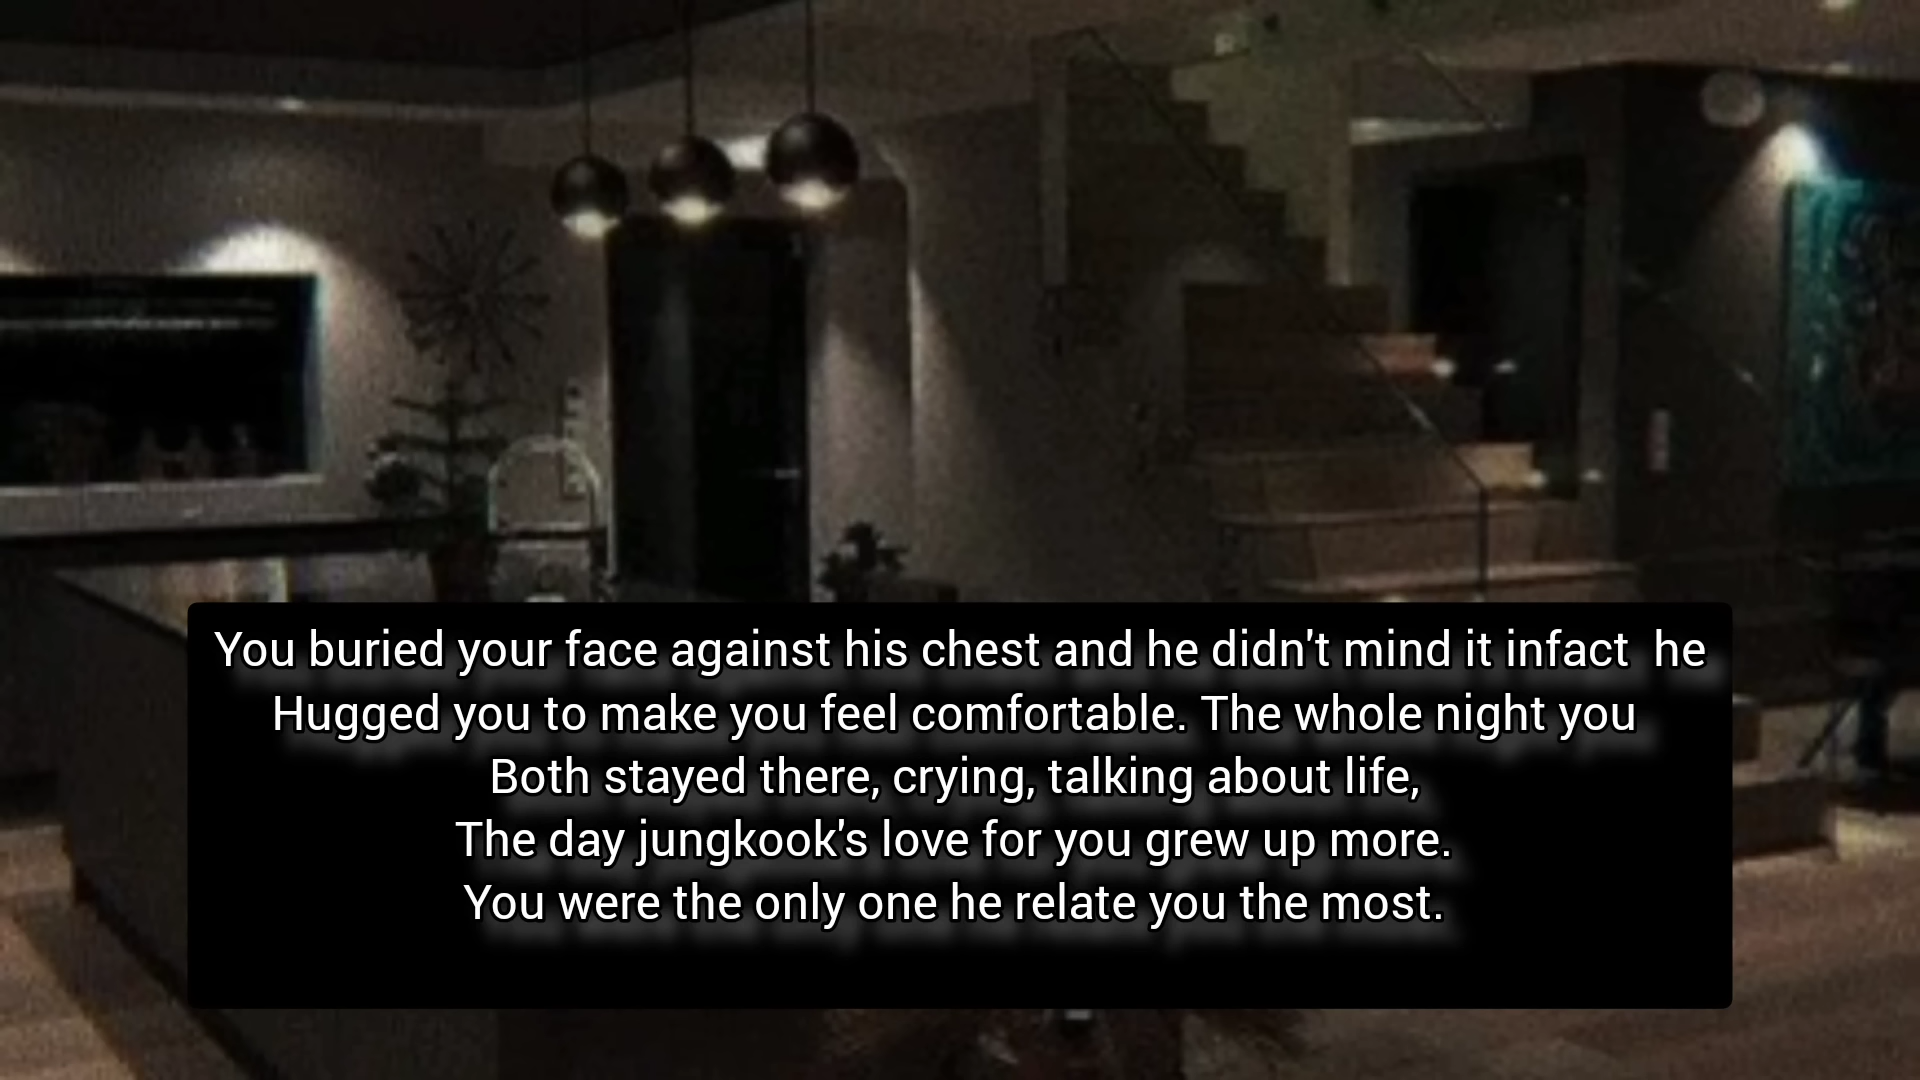 You buried your face against his chest and he didn't mind it infact  he
Hugged you to make you feel comfortable. The whole night you
Both stayed there, crying, talking about life,
The day jungkook's love for you grew up more.
You were the only one he relate you the most.